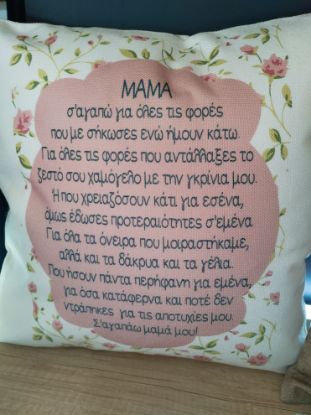 ΜΑΜΑ
σ'αγαπώ για όλες τις φορές
που με σήκωσες ενώ ήμουν κάτω.
Για όλες τις φορές που αντάλλαξες το
ζεστό σου χαμόγελο με την γκρίνια μου.
Ή που χρειαζόσουν κάτι για εσένα,
όμως έδωσες προτεραιότητες σ'εμένα
Για όλα τα όνειρα που μοιραστήκαμε,
αλλά και τα δάκρυα και τα γέλια.
Που ήσουν πάντα περήφανη για εμένα,
για όσα κατάφερνα και ποτέ δεν
ντράπηκες για τις αποτυχίες μου.
Σ'αγαπάω μαμά μου!